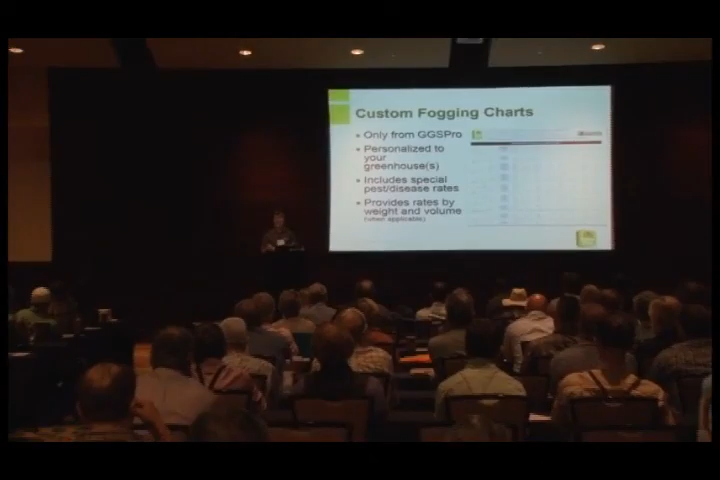 Custom Fogging Charts
Only from GGSPro
Personalized to
your
greenhouse(s)
Includes special
pest/disease rates
Provides rates by
weight and volume
(when applicable)